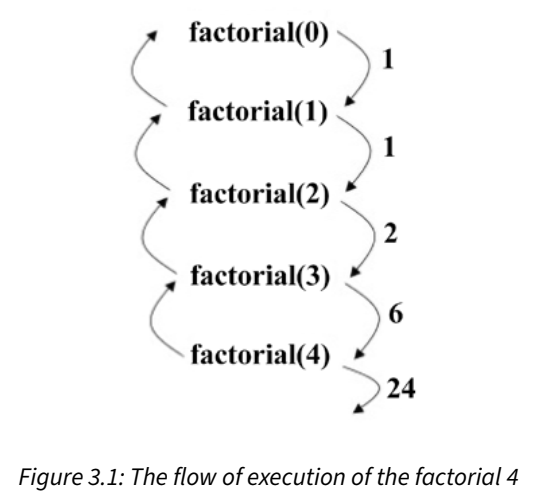 factorial(0)
1
factorial(1)
1
factorial(2)
2
factorial(3)
6
factorial(4)
24
Figure 3.1: The flow of execution of the factorial 4